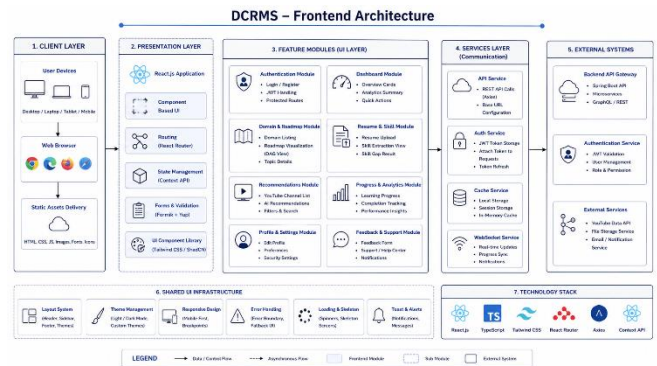 DCRMS – Frontend Architecture
1. CLIENT LAYER
User Devices
Desktop / Laptop / Tablet / Mobile
Web Browser
Static Assets Delivery
HTML, CSS, JS, Images, Fonts, Icons
2. PRESENTATION LAYER
React.js Application
Component
Based UI
Routing
(React Router)
State Management
(Context API)
Forms & Validation
(Formik + Yup)
UI Component Library
(Tailwind CSS / ShadCN)
3. FEATURE MODULES (UI LAYER)
Authentication Module
• Login / Register
• JWT Handling
• Protected Routes
Dashboard Module
• Overview Cards
• Analytics Summary
• Quick Actions
Domain & Roadmap Module
• Domain Listing
• Roadmap Visualization
(DAG View)
• Topic Details
Resume & Skill Module
• Resume Upload
• Skill Extraction View
• Skill Gap Result
Recommendations Module
• YouTube Channel List
• AI Recommendations
• Filters & Search
Progress & Analytics Module
• Learning Progress
• Completion Tracking
• Performance Insights
Profile & Settings Module
• Edit Profile
• Preferences
• Security Settings
Feedback & Support Module
• Feedback Form
• Support / Help Center
• Notifications
4. SERVICES LAYER
(Communication)
API Service
• REST API Calls
(Axios)
• Base URL
Configuration
Auth Service
• JWT Token Storage
• Attach Token to
Requests
• Token Refresh
Cache Service
• Local Storage
• Session Storage
• In-Memory Cache
WebSocket Service
• Real-time Updates
• Progress Sync
• Notifications
5. EXTERNAL SYSTEMS
Backend API Gateway
• Spring Boot API
• Microservices
• GraphQL / REST
Authentication Service
• JWT Validation
• User Management
• Role & Permission
External Services
• YouTube Data API
• File Storage Service
• Email / Notification
Service
6. SHARED UI INFRASTRUCTURE
Layout System
(Header, Sidebar,
Footer, Themes)
Theme Management
(Light / Dark Mode,
Custom Themes)
Responsive Design
(Mobile First,
Breakpoints)
Error Handling
(Error Boundary,
Fallback UI)
Loading & Skeleton
(Spinners, Skeleton
Screens)
Toast & Alerts
(Notifications,
Messages)
7. TECHNOLOGY STACK
TS
React.js
TypeScript
Tailwind CSS
React Router
Axios
Context API
LEGEND
Data / Control Flow
Asynchronous Flow
Frontend Module
Sub Module
External System